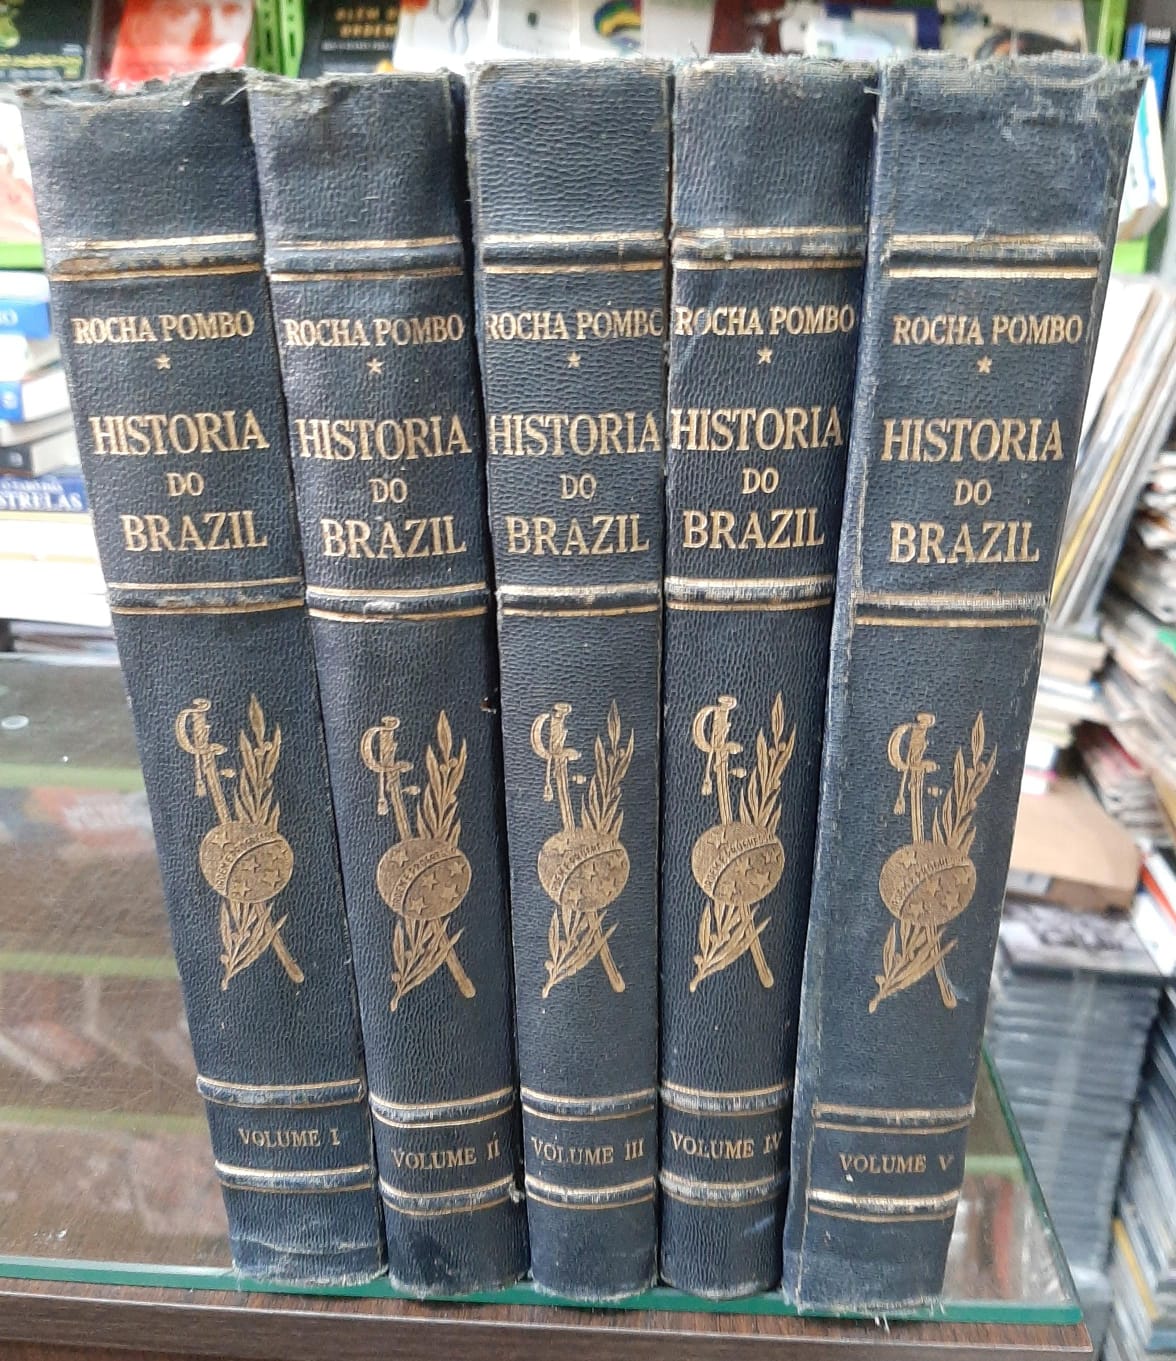 ROCHA POMBO
HISTORIA
DO
BRAZIL
VOLUME I
ROCHA POMBO
HISTORIA
DO
BRAZIL
VOLUME II
ROCHA POMBO
HISTORIA
DO
BRAZIL
VOLUME III
ROCHA POMBO
HISTORIA
DO
BRAZIL
VOLUME IV
ROCHA POMBO
HISTORIA
DO
BRAZIL
VOLUME V